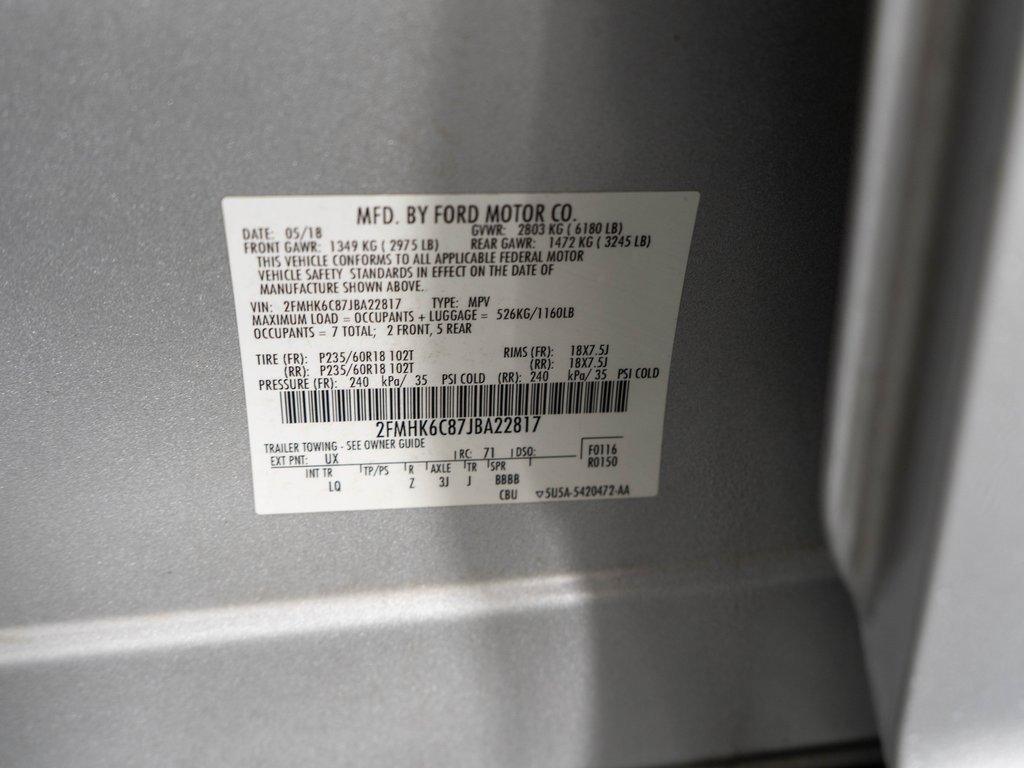 MFD. BY FORD MOTOR CO.
DATE: 05/18 GVWR: 2803 KG ( 6180 LB)
FRONT GAWR: 1349 KG ( 2975 LB) REAR GAWR: 1472 KG ( 3245 LB)
THIS VEHICLE CONFORMS TO ALL APPLICABLE FEDERAL MOTOR
VEHICLE SAFETY STANDARDS IN EFFECT ON THE DATE OF
MANUFACTURE SHOWN ABOVE.
VIN: 2FMHK6C87JBA22817 TYPE: MPV
MAXIMUM LOAD = OCCUPANTS + LUGGAGE = 526KG/1160LB
OCCUPANTS = 7 TOTAL; 2 FRONT, 5 REAR
TIRE (FR): P235/60R18 102T RIMS (FR): 18X7.5J
(RR): P235/60R18 102T (RR): 18X7.5J
PRESSURE (FR): 240 kPa/ 35 PSI COLD (RR): 240 kPa/ 35 PSI COLD
2FMHK6C87JBA22817
TRAILER TOWING - SEE OWNER GUIDE
EXT PNT: UX RC: 71 DSO: F0116
INT TR TP/PS R AXLE TR SPR R0150
LQ Z 3J J BBBB
CBU ▽5U5A-5420472-AA